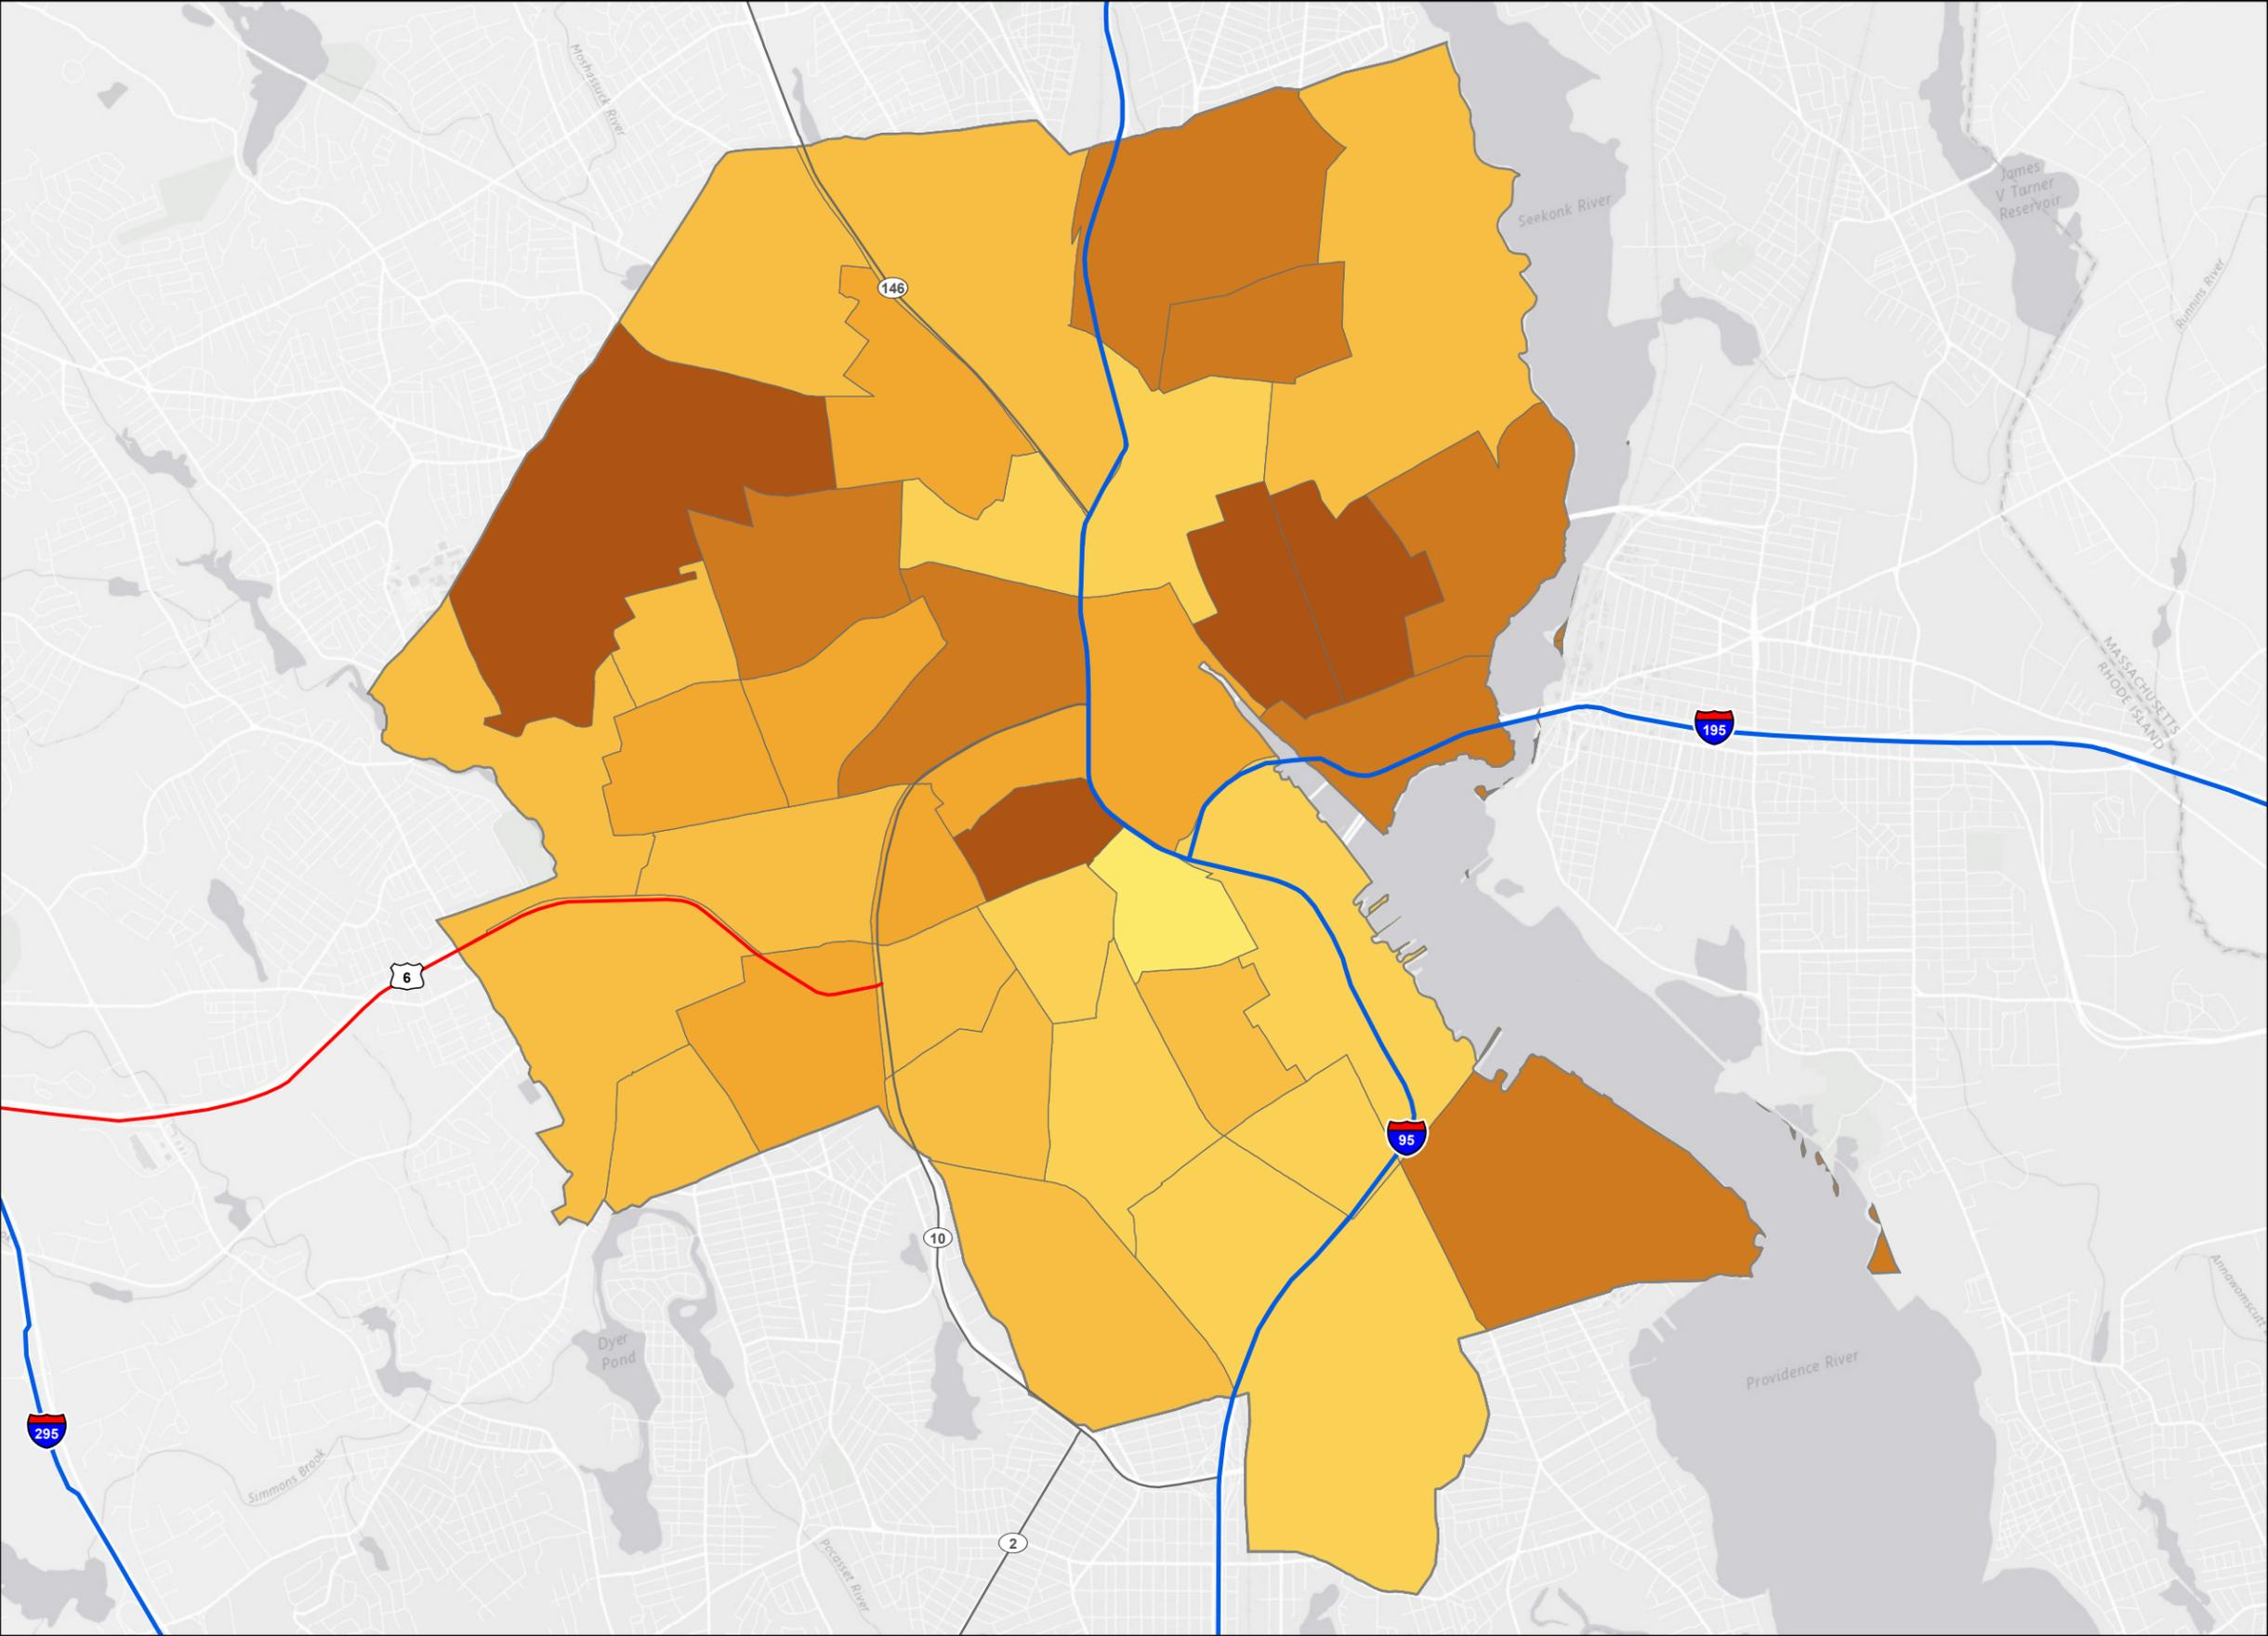 Moshassuck River
James
V Turner
Reservoir
Seekonk River
Runnins River
146
MASSACHUSETTS
RHODE ISLAND
195
6
95
10
Annawomscutt
Dyer
Pond
Providence River
295
Simmons Brook
2
Pocasset River